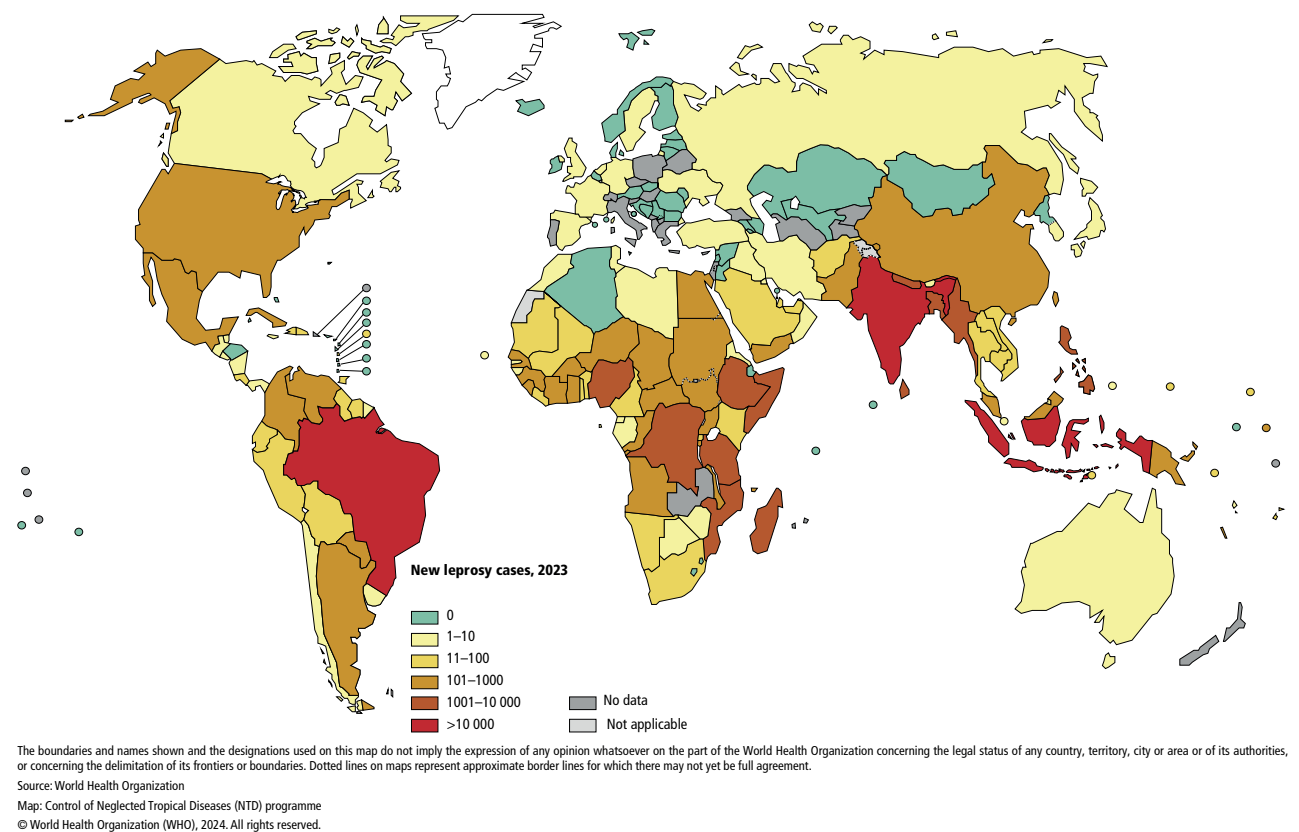 New leprosy cases, 2023
0
1–10
11–100
101–1000
1001–10 000
>10 000
No data
Not applicable
The boundaries and names shown and the designations used on this map do not imply the expression of any opinion whatsoever on the part of the World Health Organization concerning the legal status of any country, territory, city or area or of its authorities,
or concerning the delimitation of its frontiers or boundaries. Dotted lines on maps represent approximate border lines for which there may not yet be full agreement.
Source: World Health Organization
Map: Control of Neglected Tropical Diseases (NTD) programme
© World Health Organization (WHO), 2024. All rights reserved.